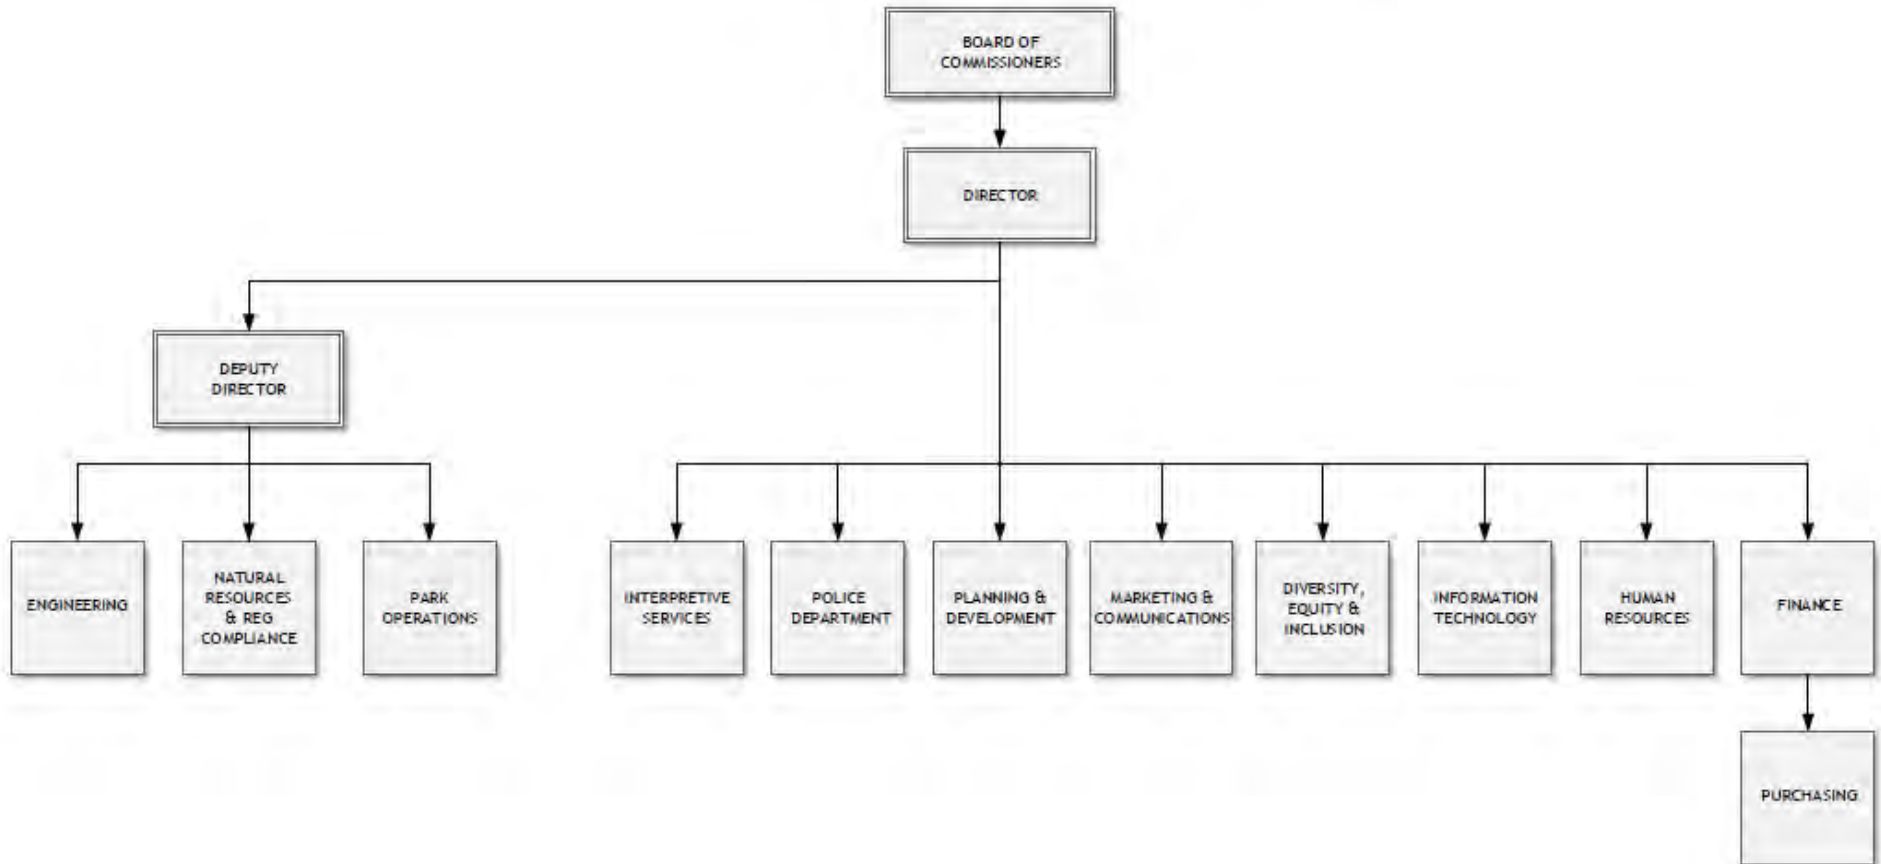 BOARD OF
COMMISSIONERS
DIRECTOR
DEPUTY
DIRECTOR
ENGINEERING
NATURAL
RESOURCES
& REG
COMPLIANCE
PARK
OPERATIONS
INTERPRETIVE
SERVICES
POLICE
DEPARTMENT
PLANNING &
DEVELOPMENT
MARKETING &
COMMUNICATIONS
DIVERSITY,
EQUITY &
INCLUSION
INFORMATION
TECHNOLOGY
HUMAN
RESOURCES
FINANCE
PURCHASING